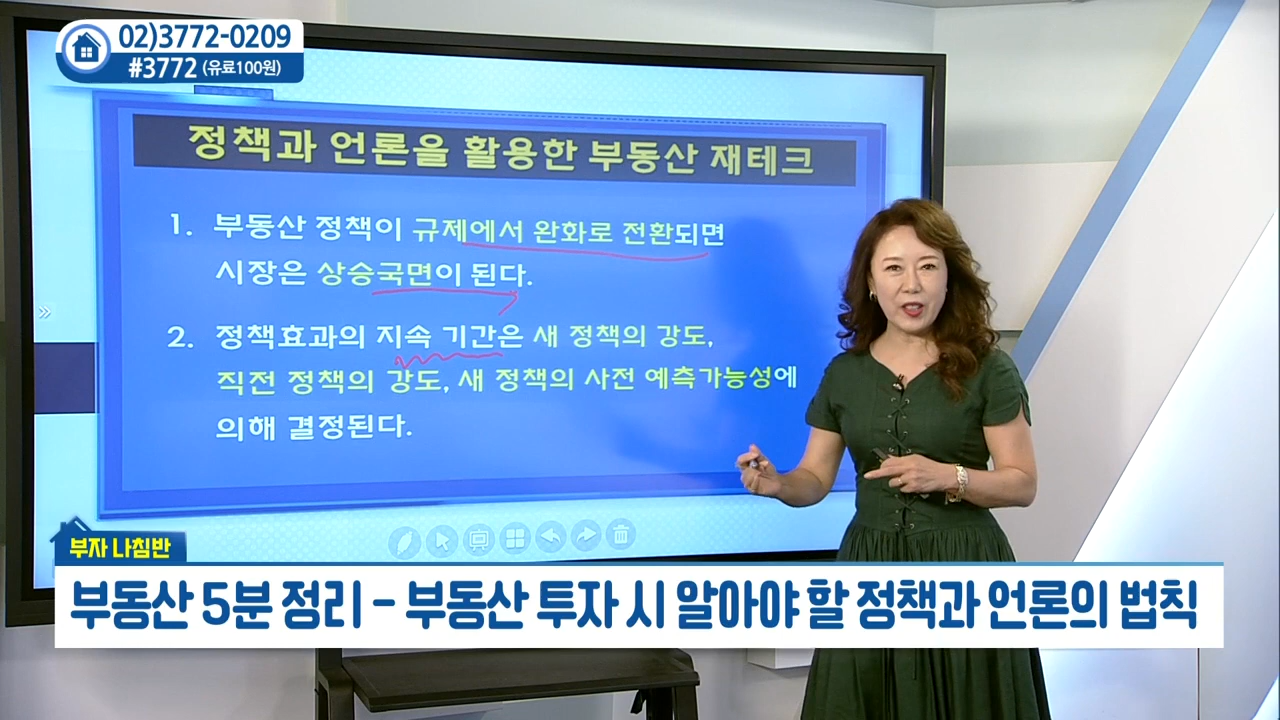 02)3772-0209
#3772 (유료100원)
정책과 언론을 활용한 부동산 재테크
1. 부동산 정책이 규제에서 완화로 전환되면
시장은 상승국면이 된다.
2. 정책효과의 지속 기간은 새 정책의 강도,
직전 정책의 강도, 새 정책의 사전 예측가능성에
의해 결정된다.
부자 나침반
부동산 5분 정리 - 부동산 투자 시 알아야 할 정책과 언론의 법칙